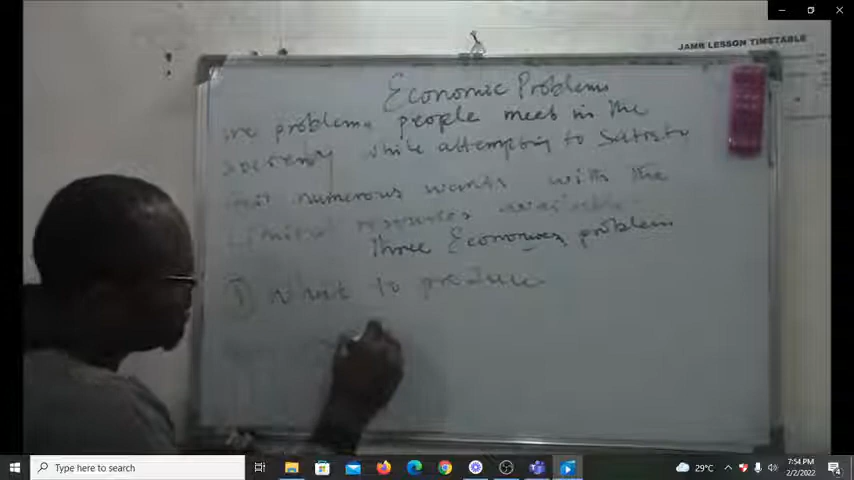 JAMB LESSON TIMETABLE
Economic Problems
are problems people meet in the
while attempting to satisfy
numerous wants with the
Limited resources available
Three Economic problem
① What to produce
Type here to search
29°C
7:54 PM
2/2/2022
4